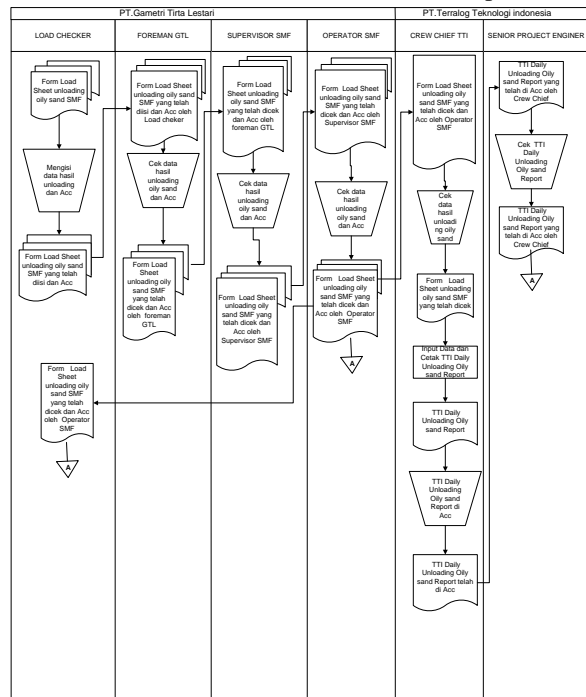 PT.Gametri Tirta Lestari
PT.Terralog Teknologi indonesia
LOAD CHECKER
FOREMAN GTL
SUPERVISOR SMF
OPERATOR SMF
CREW CHIEF TTI
SENIOR PROJECT ENGINER
Form Load
Sheet unloading
oily sand SMF
Mengisi
data hasil
unloading
dan Acc
Form Load Sheet
unloading oily sand
SMF yang telah
diisi dan Acc
Form Load
Sheet
unloading oily
sand SMF
yang telah
dicek dan Acc
oleh Operator
SMF
A
Form Load
Sheet unloading
oily sand
SMF yang telah
diisi dan Acc oleh
Load cheker
Cek data
hasil
unloading
oily sand
dan Acc
Form Load
Sheet
unloading oily
sand SMF
yang telah
dicek dan Acc
oleh foreman
GTL
Form Load
Sheet unloading
oily sand SMF
yang telah dicek
dan Acc oleh
foreman GTL
Cek data
hasil
unloading
oily sand
dan Acc
Form Load Sheet
unloading oily sand
SMF yang telah
dicek dan Acc oleh
Supervisor SMF
Form Load Sheet
unloading oily sand
SMF yang telah
dicek dan Acc oleh
Supervisor SMF
Cek data
hasil
unloading
oily sand
dan Acc
Form Load Sheet
unloading oily sand
SMF yang telah
dicek dan
Acc oleh Operator
SMF
A
Form Load Sheet
unloading oily
sand SMF yang
telah dicek dan
Acc oleh Operator
SMF
Cek
data
hasil
unloadi
ng oily
sand
Form Load
Sheet unloading
oily sand SMF
yang telah dicek
Input Data dan
Cetak TTI Daily
Unloading Oily
sand Report
TTI Daily
Unloading Oily
sand Report
TTI Daily
Unloading
Oily sand
Report di
Acc
TTI Daily
Unloading Oily
sand Report telah
di Acc
TTI Daily
Unloading Oily
sand Report yang
telah di Acc oleh
Crew Chief
Cek TTI
Daily
Unloading
Oily sand
Report
TTI Daily
Unloading Oily
sand Report yang
telah di Acc oleh
Crew Chief
A